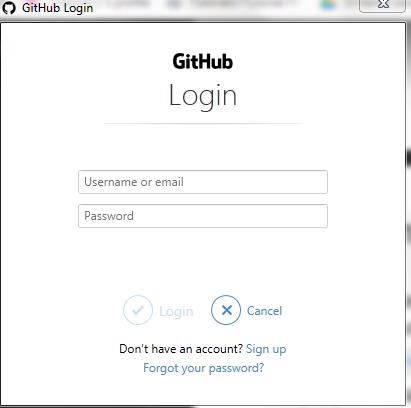 GitHub Login
GitHub
Login
Username or email
Password
Login Cancel
Don't have an account? Sign up
Forgot your password?